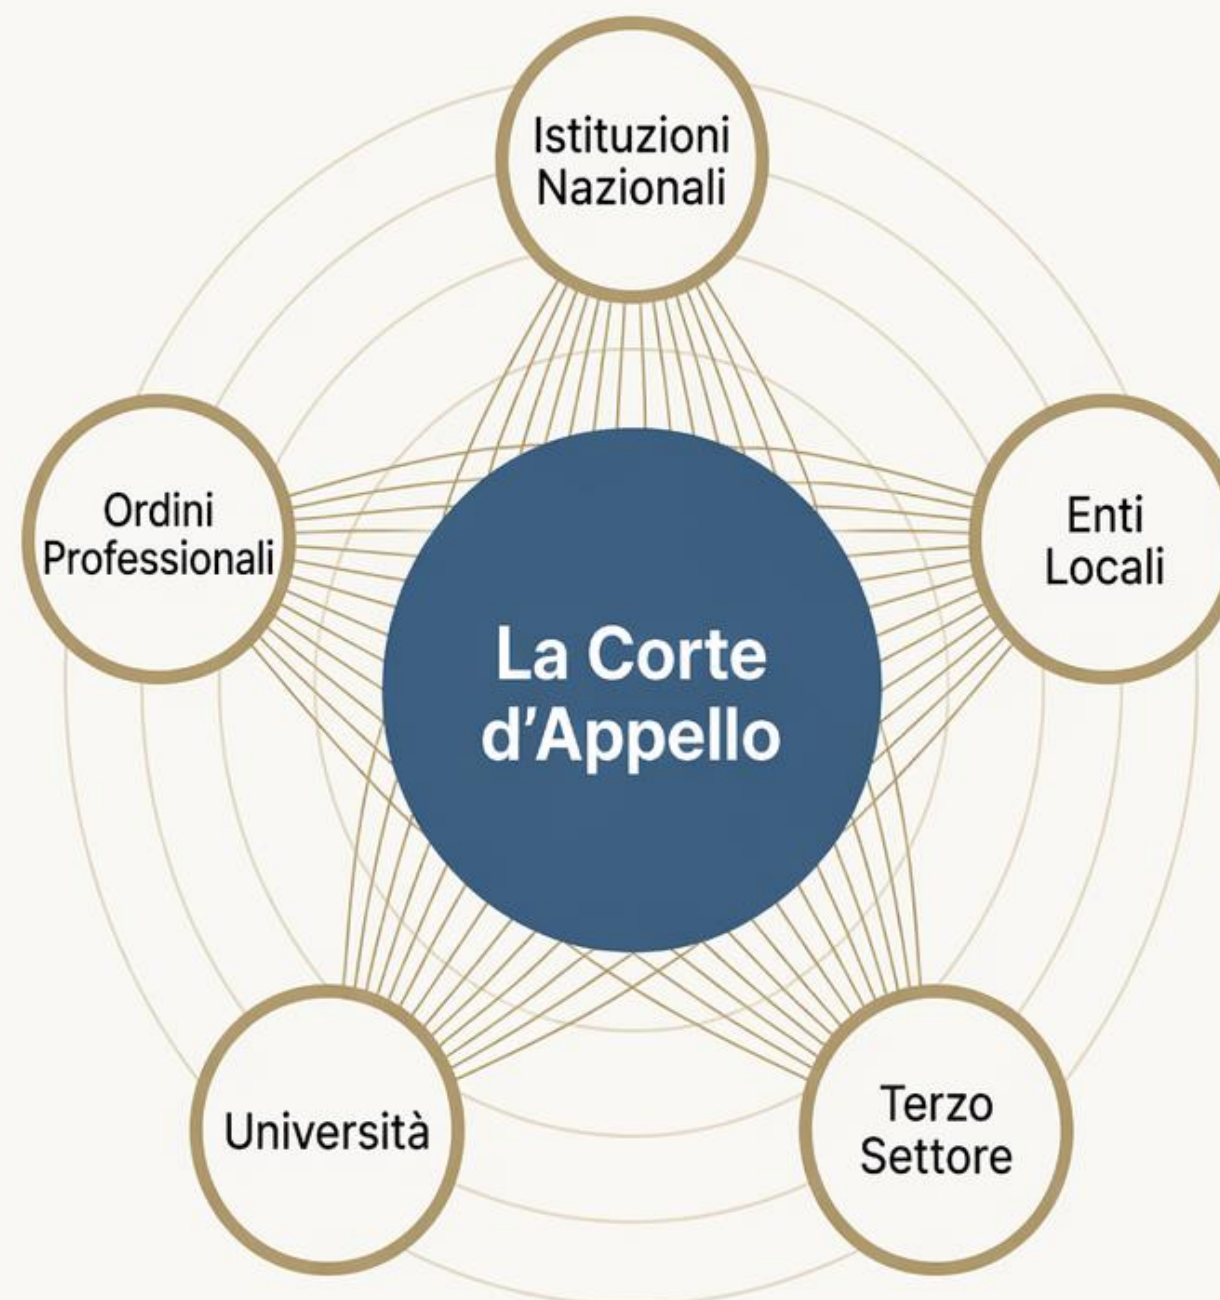 Istituzioni
Nazionali
Ordini
Professionali
Enti
Locali
La Corte
d’Appello
Università
Terzo
Settore